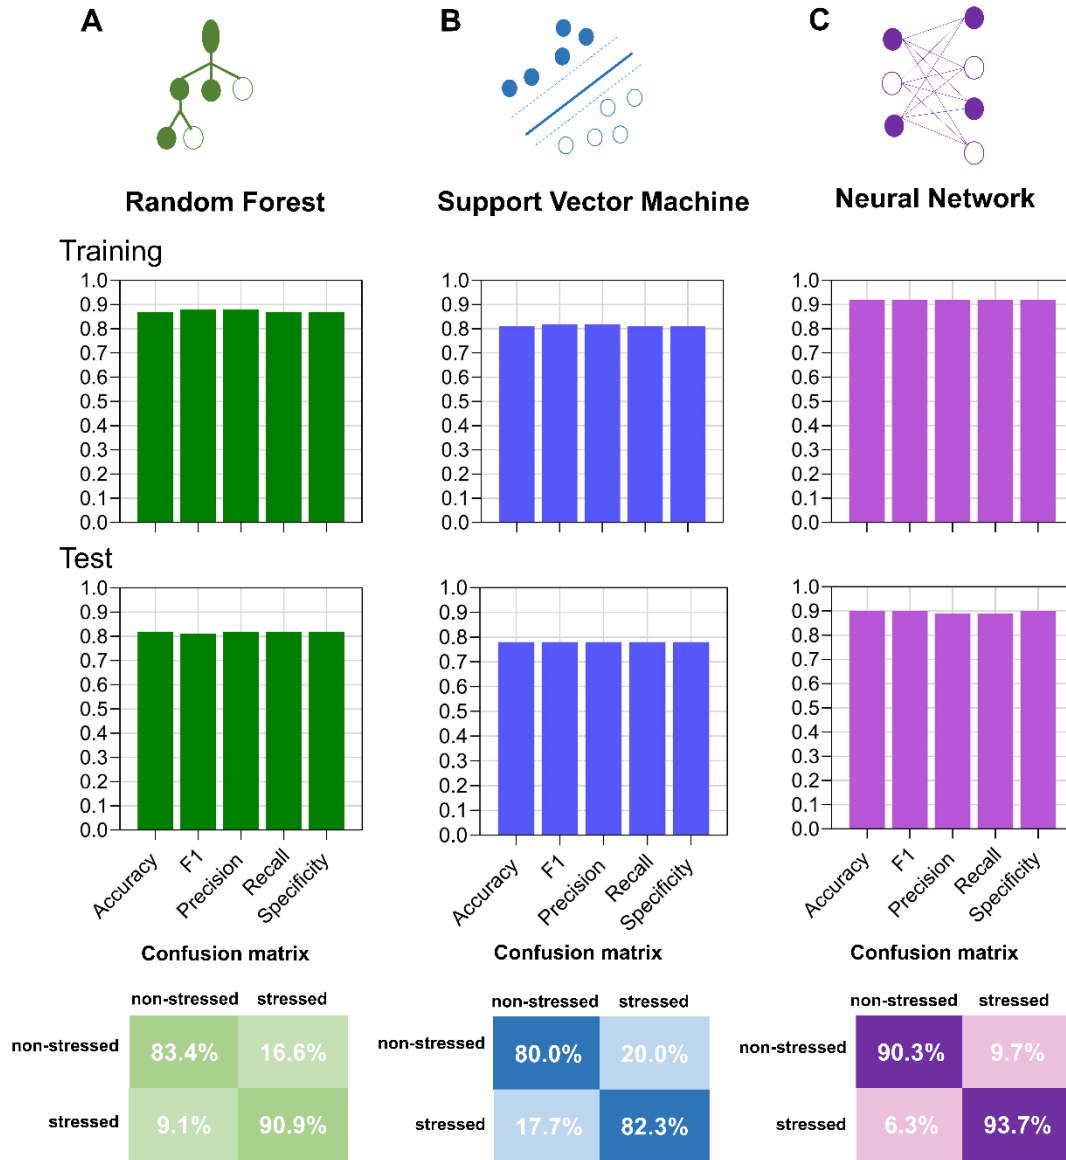 A
B
C
Random Forest
Support Vector Machine
Neural Network
Training
1.0
0.9
0.8
0.7
0.6
0.5
0.4
0.3
0.2
0.1
0.0
1.0
0.9
0.8
0.7
0.6
0.5
0.4
0.3
0.2
0.1
0.0
1.0
0.9
0.8
0.7
0.6
0.5
0.4
0.3
0.2
0.1
0.0
Test
1.0
0.9
0.8
0.7
0.6
0.5
0.4
0.3
0.2
0.1
0.0
Accuracy
F1
Precision
Recall
Specificity
1.0
0.9
0.8
0.7
0.6
0.5
0.4
0.3
0.2
0.1
0.0
Accuracy
F1
Precision
Recall
Specificity
1.0
0.9
0.8
0.7
0.6
0.5
0.4
0.3
0.2
0.1
0.0
Accuracy
F1
Precision
Recall
Specificity
Confusion matrix
non-stressed stressed
non-stressed 83.4% 16.6%
stressed 9.1% 90.9%
Confusion matrix
non-stressed stressed
non-stressed 80.0% 20.0%
stressed 17.7% 82.3%
Confusion matrix
non-stressed stressed
non-stressed 90.3% 9.7%
stressed 6.3% 93.7%